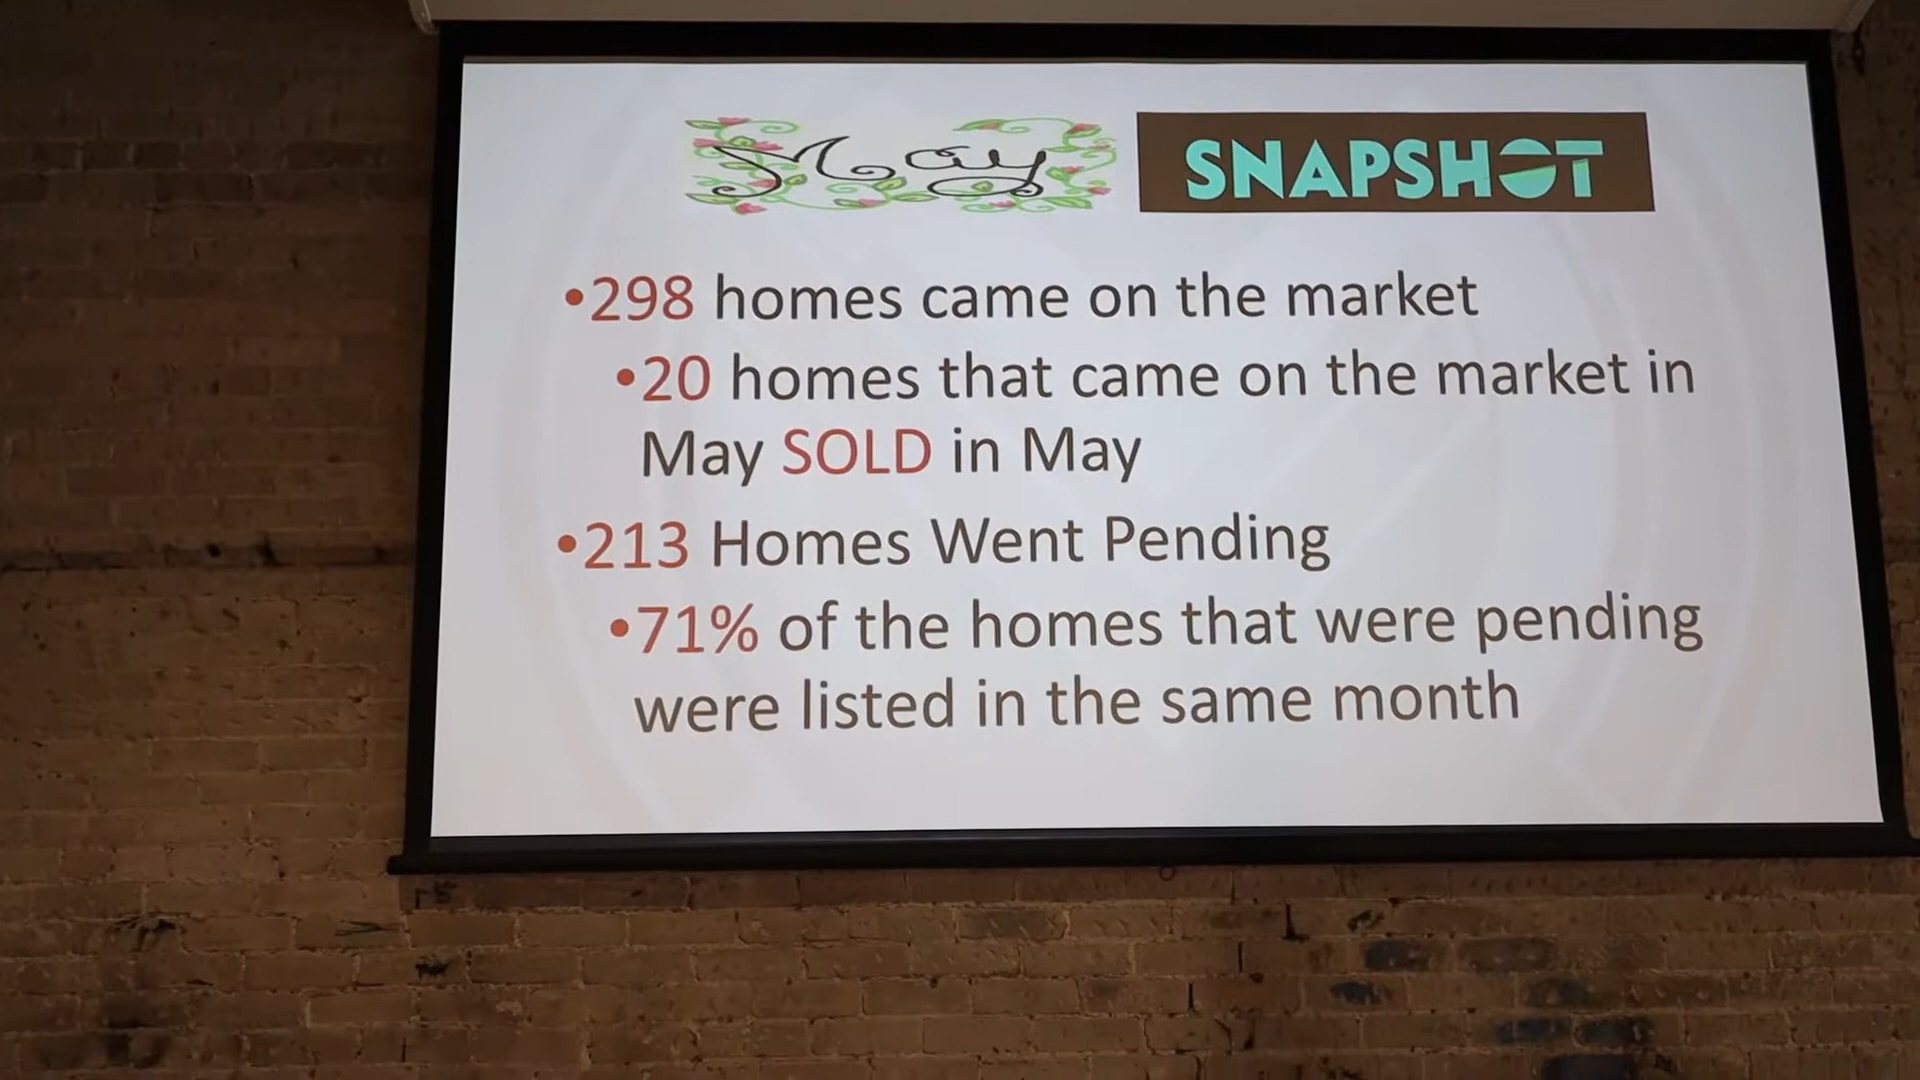 May SNAPSHOT
•298 homes came on the market
•20 homes that came on the market in
May SOLD in May
•213 Homes Went Pending
•71% of the homes that were pending
were listed in the same month